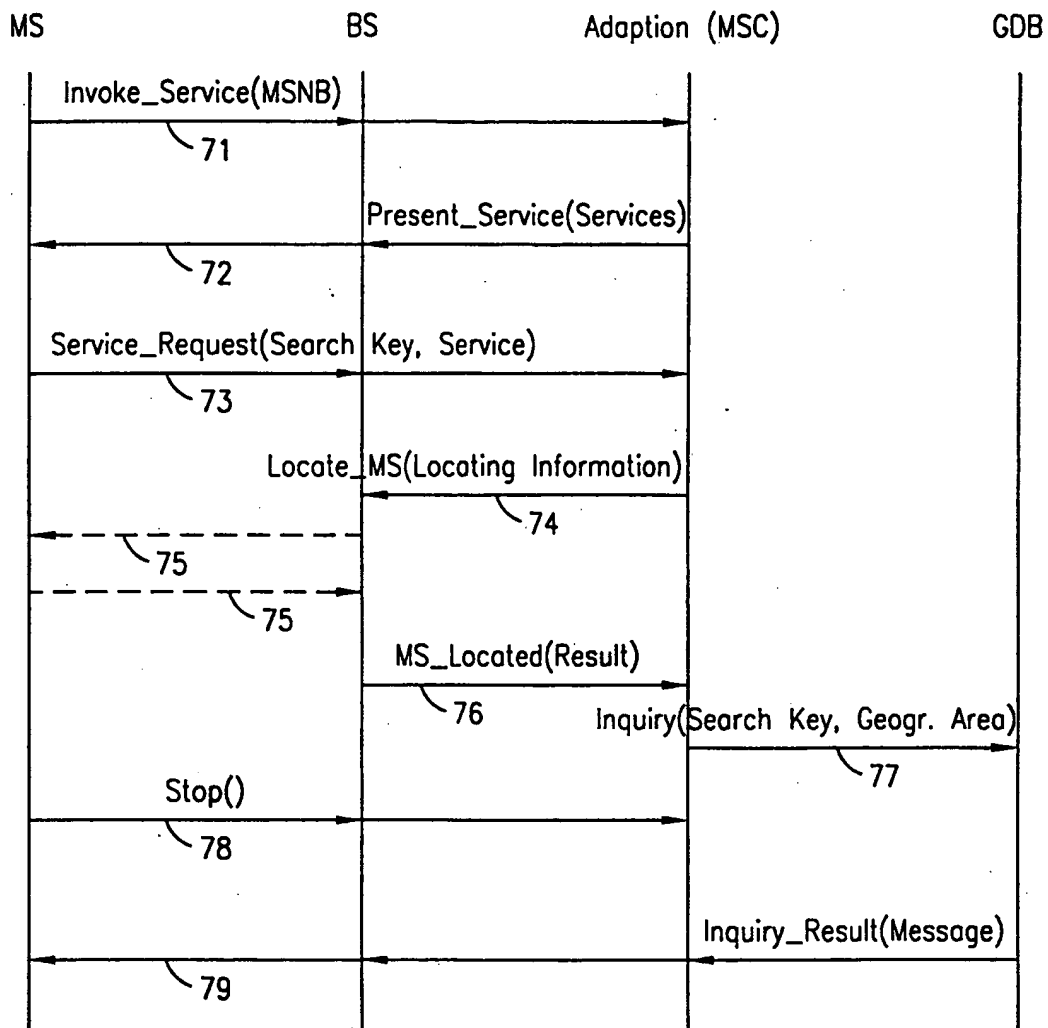 MS BS Adaption (MSC) GDB
Invoke_Service(MSNB)
71
Present_Service(Services)
72
Service_Request(Search Key, Service)
73
Locate_MS(Locating Information)
74
75
75
MS_Located(Result)
76
Inquiry(Search Key, Geogr. Area)
77
Stop()
78
Inquiry_Result(Message)
79